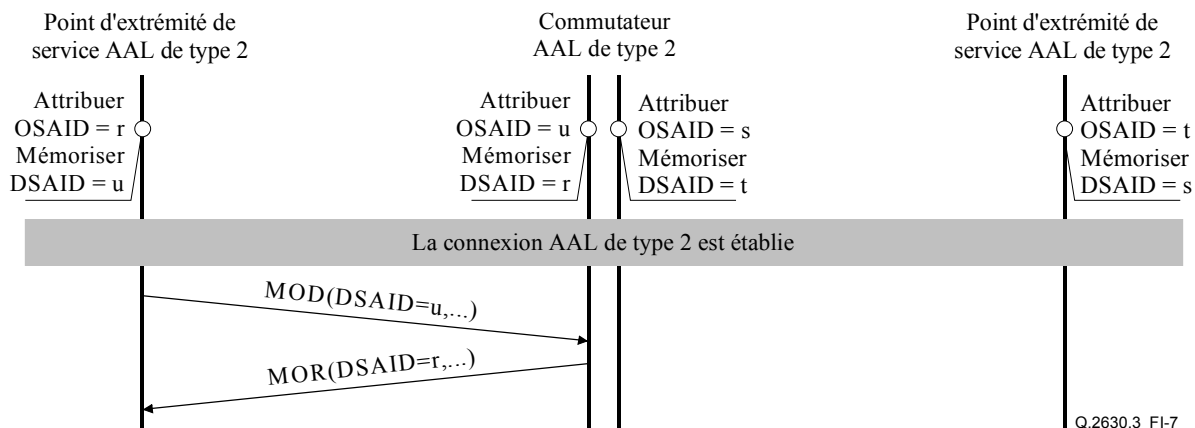 Point d'extrémité de
service AAL de type 2
Commutateur
AAL de type 2
Point d'extrémité de
service AAL de type 2
Attribuer
OSAID = r
Mémoriser
DSAID = u
Attribuer
OSAID = u
Mémoriser
DSAID = r
Attribuer
OSAID = s
Mémoriser
DSAID = t
Attribuer
OSAID = t
Mémoriser
DSAID = s
La connexion AAL de type 2 est établie
MOD(DSAID=u,...)
MOR(DSAID=r,...)
Q.2630.3_FI-7